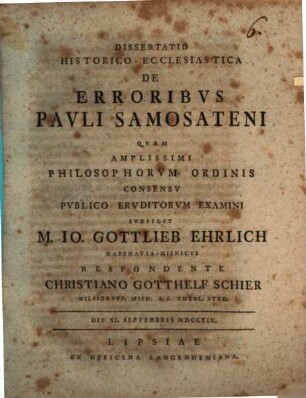 6.
DISSERTATIO
HISTORICO-ECCLESIASTICA
DE
ERRORIBVS
PAVLI SAMOSATENI
QVAM
AMPLISSIMI
PHILOSOPHORVM ORDINIS
CONSENSV
PVBLICO ERVDITORVM EXAMINI
SVBIICIT
M. IO. GOTTLIEB EHRLICH
RABENAVIA-MISNICVS
RESPONDENTE
CHRISTIANO GOTTHELF SCHIER
MISN. S.S. THEOL. STVD.
DIE XI. SEPTEMBRIS MDCCXLV.
LIPSIAE
EX OFFICINA LANGENHEMIANA.